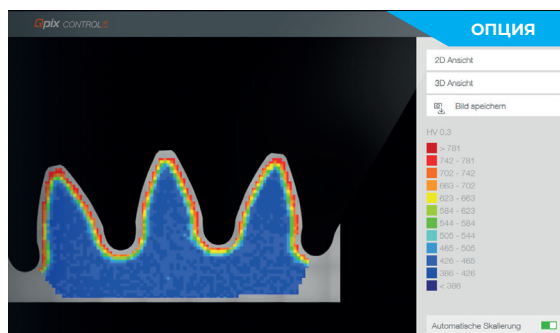 Qpix CONTROL
ОПЦИЯ
2D Ansicht
3D Ansicht
Bild speichern
HV 0.3
> 781
742 - 781
702 - 742
663 - 702
623 - 663
584 - 623
544 - 584
505 - 544
465 - 505
426 - 465
386 - 426
< 386
Automatische Skalierung